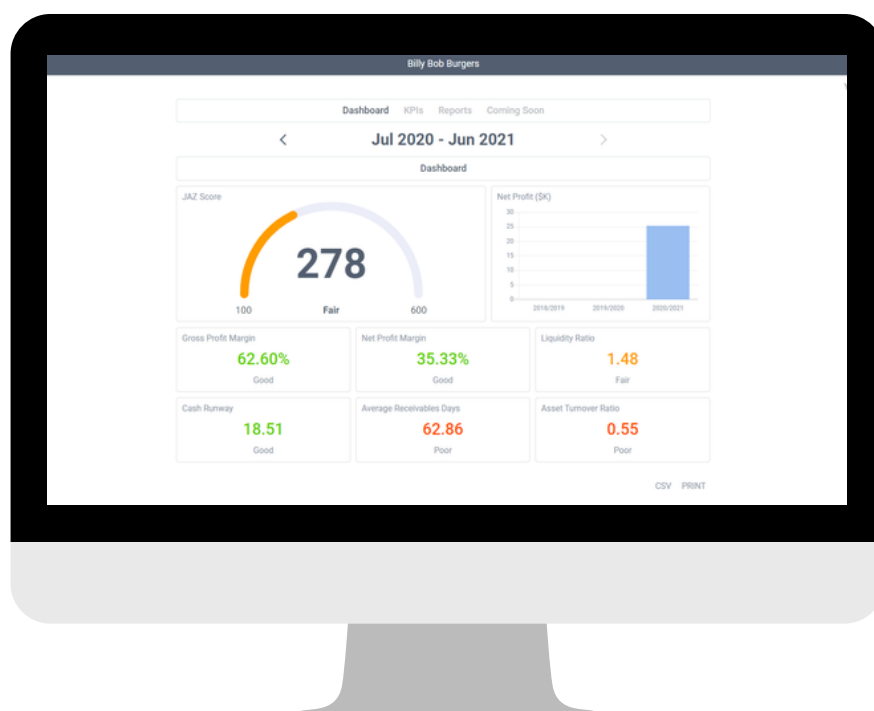 Billy Bob Burgers
Dashboard KPIs Reports Coming Soon
< Jul 2020 - Jun 2021 >
Dashboard
JAZ Score
278
100 Fair 600
Net Profit ($K)
30
25
20
15
10
5
0
2018/2019 2019/2020 2020/2021
Gross Profit Margin
62.60%
Good
Net Profit Margin
35.33%
Good
Liquidity Ratio
1.48
Fair
Cash Runway
18.51
Good
Average Receivables Days
62.86
Poor
Asset Turnover Ratio
0.55
Poor
CSV PRINT